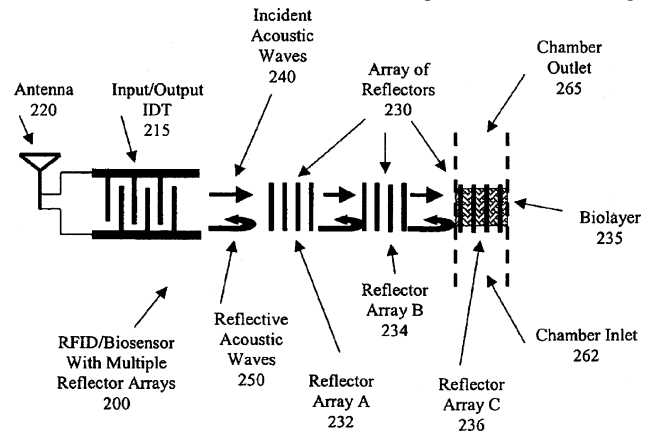 Incident
Acoustic
Waves
240
Chamber
Outlet
265
Array of
Reflectors
230
Antenna
220
Input/Output
IDT
215
Biolayer
235
Reflector
Array B
234
Chamber Inlet
262
RFID/Biosensor
With Multiple
Reflector Arrays
200
Reflective
Acoustic
Waves
250
Reflector
Array A
232
Reflector
Array C
236